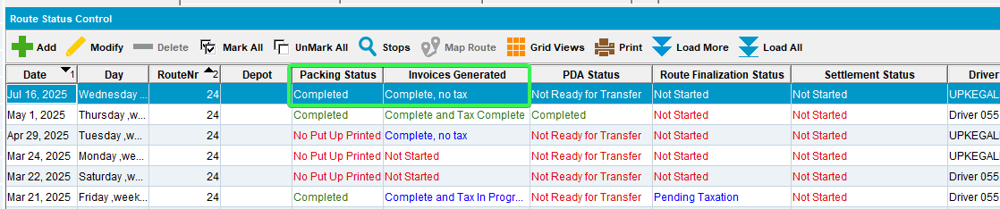 Route Status Control
Add Modify Delete Mark All UnMark All Stops Map Route Grid Views Print Load More Load All
Date 1 Day RouteNr 2 Depot Packing Status Invoices Generated PDA Status Route Finalization Status Settlement Status Driver
Jul 16, 2025 Wednesday ... 24 Completed Complete, no tax Not Ready for Transfer Not Started Not Started UPKEGALI
May 1, 2025 Thursday ,w... 24 Completed Complete and Tax Complete Completed Not Started Not Started Driver 055
Apr 29, 2025 Tuesday ,w... 24 No Put Up Printed Complete, no tax Not Ready for Transfer Not Started Not Started UPKEGALI
Mar 24, 2025 Monday ,we... 24 No Put Up Printed Not Started Not Ready for Transfer Not Started Not Started UPKEGALI
Mar 22, 2025 Saturday ,w... 24 No Put Up Printed Not Started Not Ready for Transfer Not Started Not Started Driver 055
Mar 21, 2025 Friday ,week... 24 Completed Complete and Tax In Progr... Not Ready for Transfer Pending Taxation Not Started Driver 055